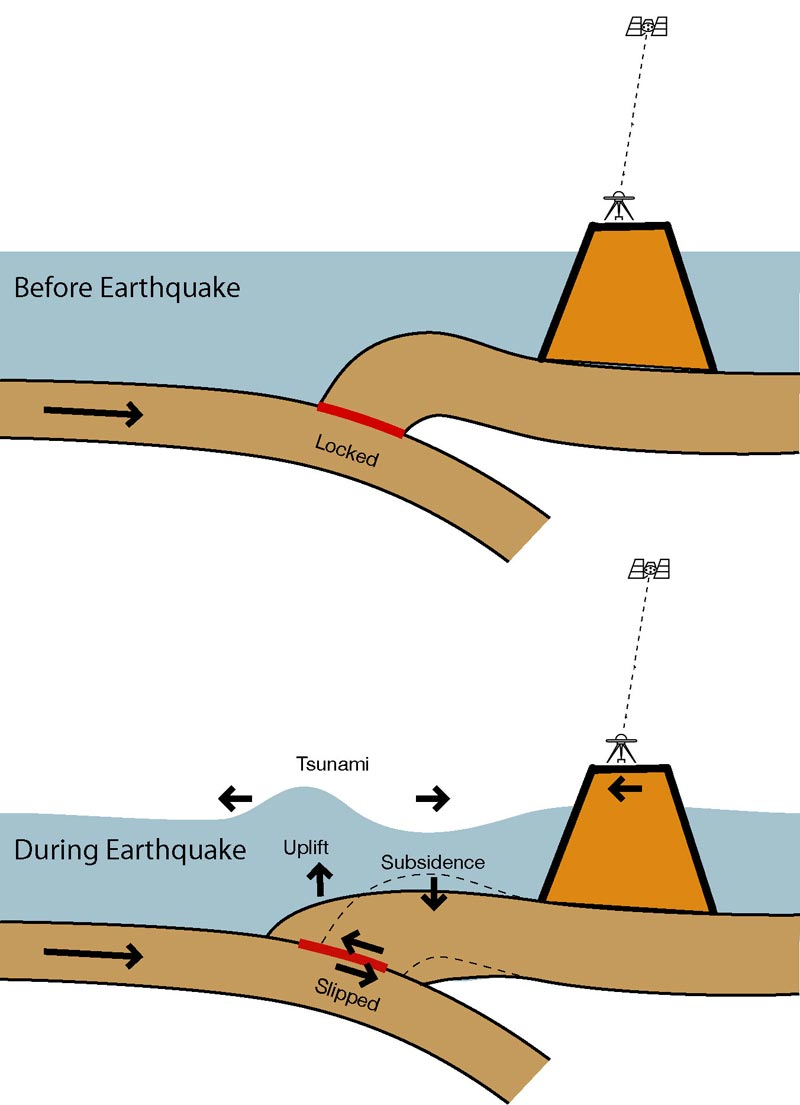 Before Earthquake
Locked
Tsunami
During Earthquake
Uplift
Subsidence
Slipped